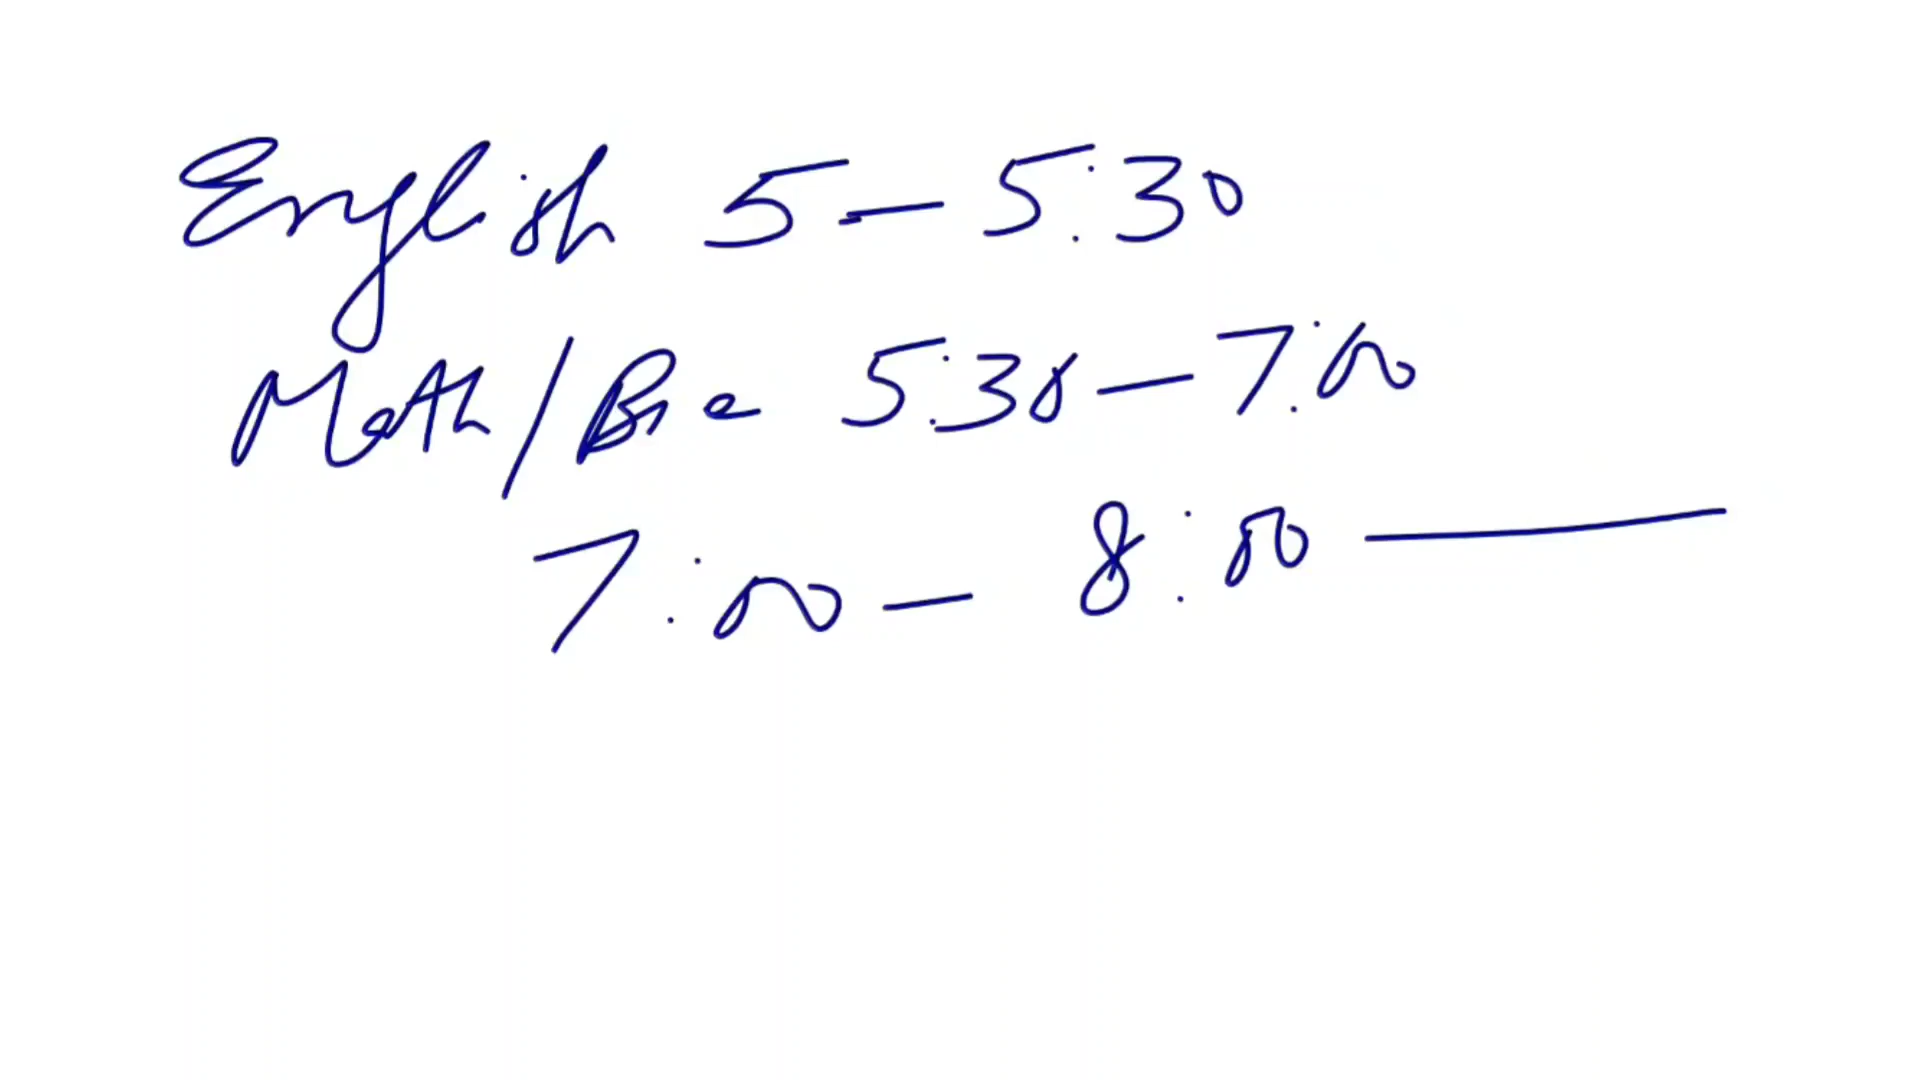 English 5 — 5:30
Math/Bio 5:30 — 7:00
7:00 — 8:00 —